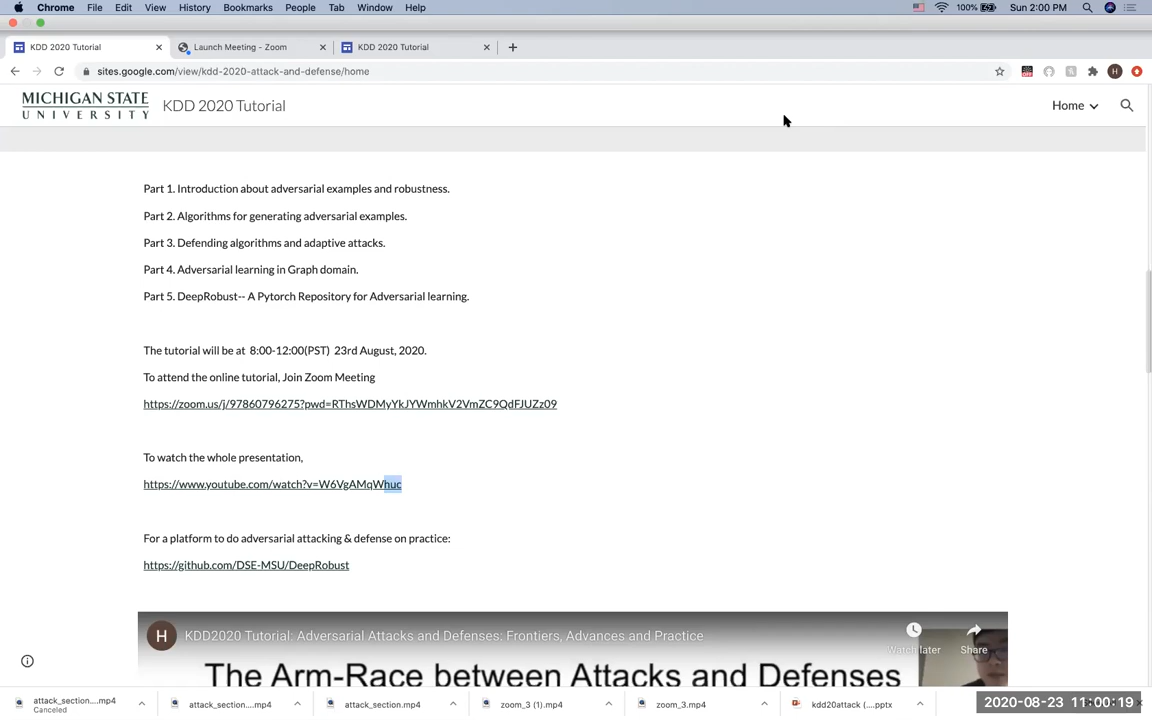 Chrome File Edit View History Bookmarks People Tab Window Help 100% Sun 2:00 PM
KDD 2020 Tutorial Launch Meeting - Zoom KDD 2020 Tutorial
sites.google.com/view/kdd-2020-attack-and-defense/home H
MICHIGAN STATE
UNIVERSITY
KDD 2020 Tutorial Home
Part 1. Introduction about adversarial examples and robustness.
Part 2. Algorithms for generating adversarial examples.
Part 3. Defending algorithms and adaptive attacks.
Part 4. Adversarial learning in Graph domain.
Part 5. DeepRobust-- A Pytorch Repository for Adversarial learning.
The tutorial will be at 8:00-12:00(PST) 23rd August, 2020.
To attend the online tutorial, Join Zoom Meeting
https://zoom.us/j/97860796275?pwd=RThsWDMyYkJYWmhkV2VmZC9QdFJUZz09
To watch the whole presentation,
https://www.youtube.com/watch?v=W6VgAMqWhuc
For a platform to do adversarial attacking & defense on practice:
https://github.com/DSE-MSU/DeepRobust
H KDD2020 Tutorial: Adversarial Attacks and Defenses: Frontiers, Advances and Practice
Watch later Share
The Arm-Race between Attacks and Defenses
attack_section....mp4
Canceled
attack_section....mp4 attack_section.mp4 zoom_3 (1).mp4 zoom_3.mp4 kdd20attack (....pptx
2020-08-23 11:00:19